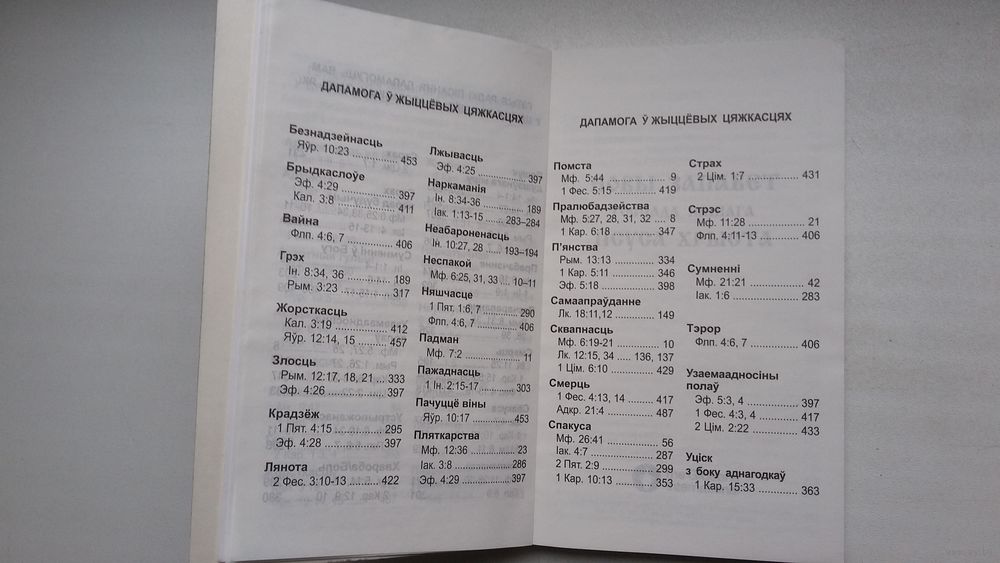 ДАПАМОГА Ў ЖЫЦЦЁВЫХ ЦЯЖКАСЦЯХ
Безнадзейнасць
Яўр. 10:23 ................ 453
Брыдкаслоўе
Эф. 4:29 .................. 397
Кал. 3:8 ................... 411
Вайна
Флп. 4:6, 7 ............... 406
Грэх
Ін. 8:34, 36 .............. 189
Рым. 3:23 ................ 317
Жорсткасць
Кал. 3:19 ................. 412
Яўр. 12:14, 15 ......... 457
Злосць
Рым. 12:17, 18, 21 ... 333
Эф. 4:26 .................. 397
Крадзёж
1 Пят. 4:15 .............. 295
Эф. 4:28 .................. 397
Лянота
2 Фес. 3:10-13 ......... 422
Лжывасць
Эф. 4:25 .................. 397
Наркаманія
Ін. 8:34-36 ............... 189
Іак. 1:13-15 ....... 283–284
Неабароненасць
Ін. 10:27, 28 ..... 193–194
Неспакой
Мф. 6:25, 31, 33 .... 10–11
Няшчасце
1 Пят. 1:6, 7 ............. 290
Флп. 4:6, 7 ............... 406
Падман
Мф. 7:2 ..................... 11
Пажаднасць
1 Ін. 2:15-17 ............ 303
Пачуццё віны
Яўр. 10:17 ............... 453
Пляткарства
Мф. 12:36 ................. 23
Іак. 3:8 .................... 286
Эф. 4:29 .................. 397
ДАПАМОГА Ў ЖЫЦЦЁВЫХ ЦЯЖКАСЦЯХ
Помста
Мф. 5:44 ................... 9
1 Фес. 5:15 .............. 419
Пралюбадзейства
Мф. 5:27, 28, 31, 32 ... 8
1 Кар. 6:18 .............. 347
П’янства
Рым. 13:13 .............. 334
1 Кар. 5:11 .............. 346
Эф. 5:18 .................. 398
Самаапраўданне
Лк. 18:11,12 ............ 149
Сквапнасць
Мф. 6:19-21 .............. 10
Лк. 12:15, 34 ..... 136, 137
1 Цім. 6:10 .............. 429
Смерць
1 Фес. 4:13, 14 ........ 417
Адкр. 21:4 ............... 487
Спакуса
Мф. 26:41 ................. 56
Іак. 4:7 .................... 287
2 Пят. 2:9 ................ 299
1 Кар. 10:13 ............ 353
Страх
2 Цім. 1:7 ................ 431
Стрэс
Мф. 11:28 ................. 21
Флп. 4:11-13 ............ 406
Сумненні
Мф. 21:21 ................. 42
Іак. 1:6 .................... 283
Тэрор
Флп. 4:6, 7 ............... 406
Узаемаадносіны
полаў
Эф. 5:3, 4 ................ 397
1 Фес. 4:3, 4 ............ 417
2 Цім. 2:22 .............. 433
Уціск
з боку аднагодкаў
1 Кар. 15:33 ............ 363